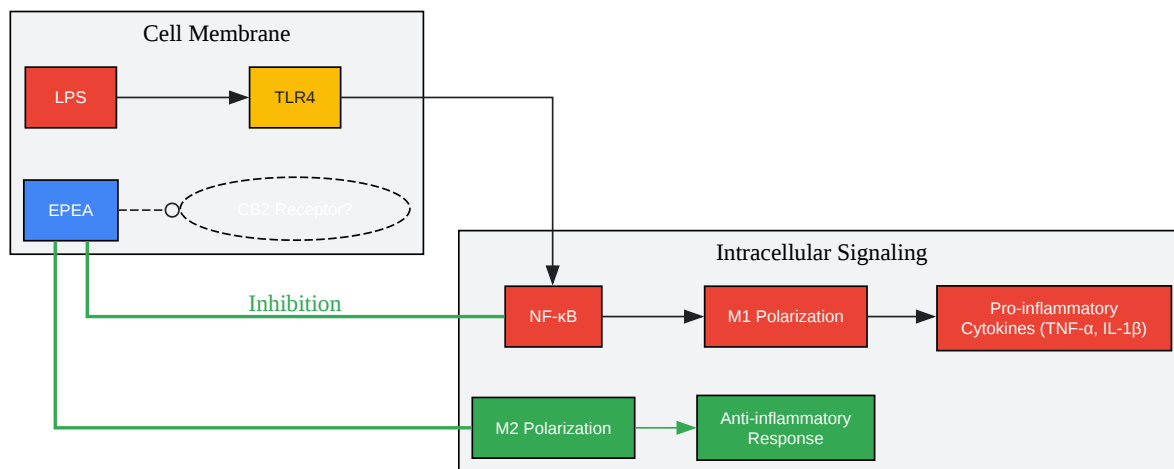 Cell Membrane
LPS
TLR4
EPEA
CB2 Receptor?
Intracellular Signaling
Inhibition
NF-κB
M1 Polarization
Pro-inflammatory
Cytokines (TNF-α, IL-1β)
M2 Polarization
Anti-inflammatory
Response